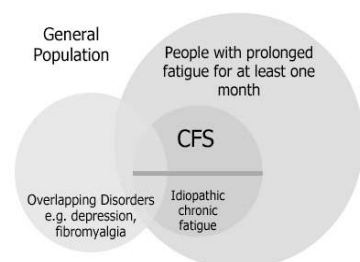 General
Population
People with prolonged
fatigue for at least one
month
CFS
Overlapping Disorders
e.g. depression,
fibromyalgia
Idiopathic
chronic
fatigue